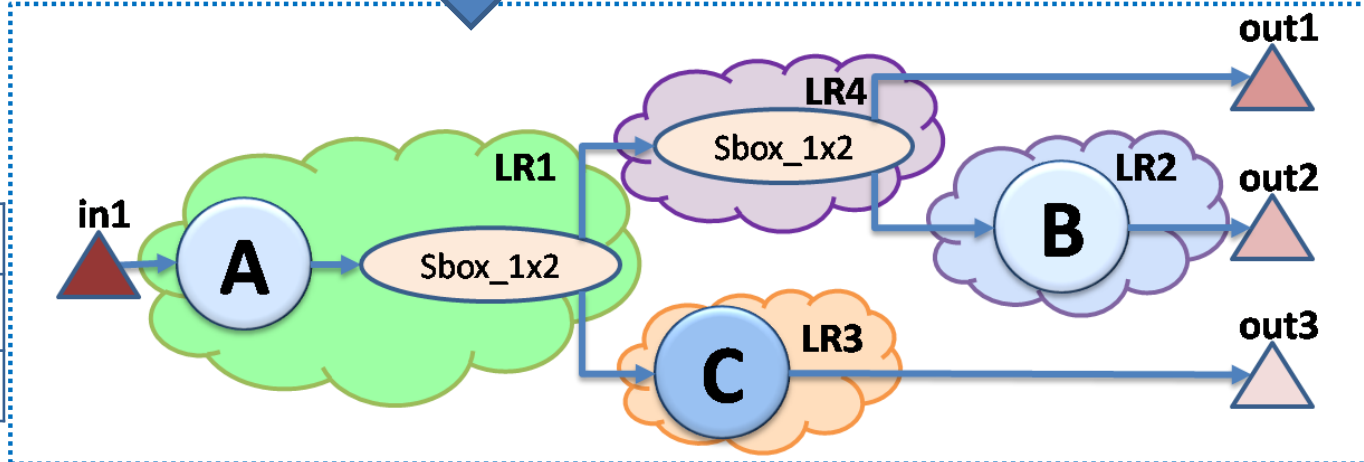 out1
LR4
Sbox_1x2
LR1
LR2
in1
out2
A
B
Sbox_1x2
out3
LR3
C